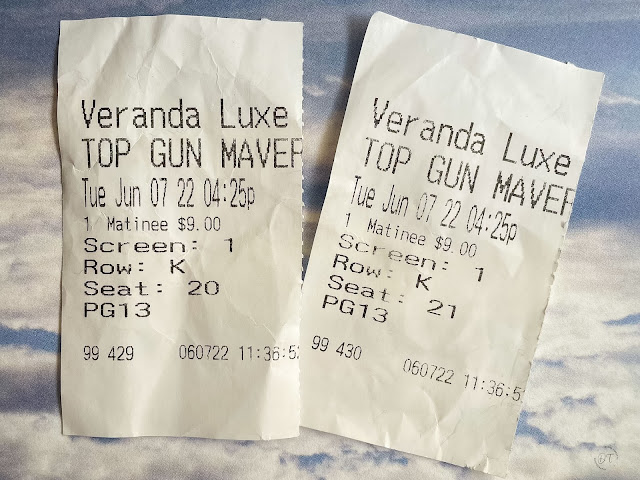 Veranda Luxe
TOP GUN MAVER
Tue Jun 07 22 04:25p
1 Matinee $9.00
Screen: 1
Row: K
Seat: 20
PG13
99 429 060722 11:36:52
Veranda Luxe
TOP GUN MAVER
Tue Jun 07 22 04:25p
1 Matinee $9.00
Screen: 1
Row: K
Seat: 21
PG13
99 430 060722 11:36:5